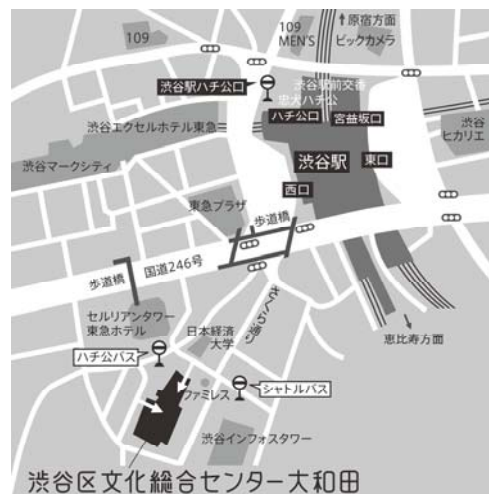 109
109
MEN'S
↑原宿方面
ビックカメラ
渋谷駅ハチ公口
渋谷駅前交番
忠犬ハチ公
ハチ公口
宮益坂口
渋谷エクセルホテル東急
渋谷
ヒカリエ
渋谷マークシティ
渋谷駅
東口
西口
東急プラザ
歩道橋
国道246号
歩道橋
さくら通り
セルリアンタワー
東急ホテル
日本経済
大学
恵比寿方面
ハチ公バス
ファミレス
シャトルバス
渋谷インフォスタワー
渋谷区文化総合センター大和田